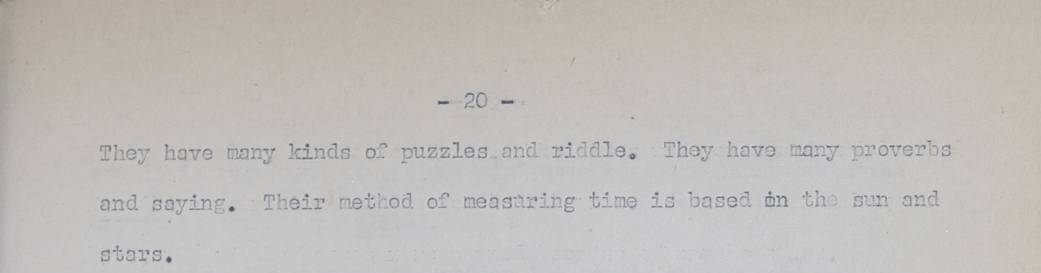 - 20 -
They have many kinds of puzzles and riddle. They have many proverbs
and saying. Their method of measuring time is based on the sun and
stars.